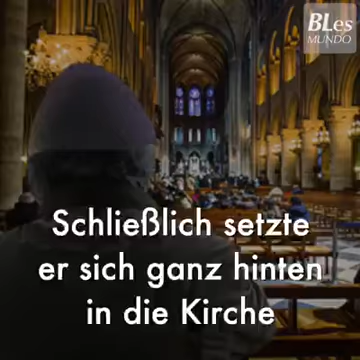 BLes
MUNDO
Schließlich setzte
er sich ganz hinten
in die Kirche